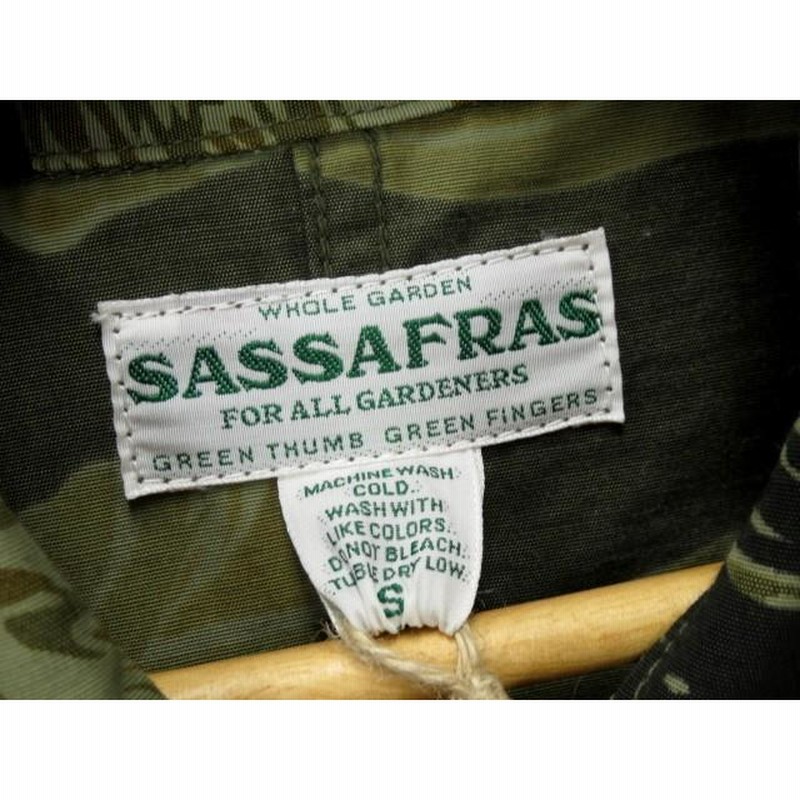 WHOLE GARDEN
SASSAFRAS
FOR ALL GARDENERS
GREEN THUMB GREEN FINGERS
MACHINE WASH
COLD.
WASH WITH
LIKE COLORS.
DO NOT BLEACH.
TUBLE DRY LOW.
S